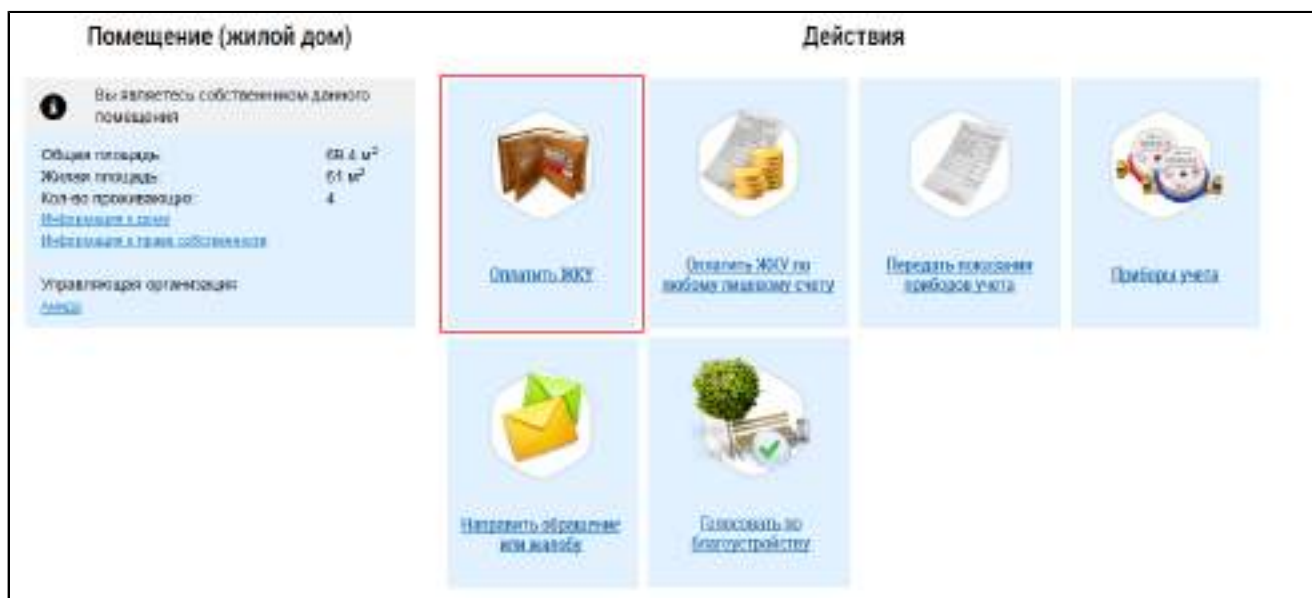 Помещение (жилой дом)
Действия
Вы являетесь собственником данного
помещения
Общая площадь:
69.4 м²
Жилая площадь:
61 м²
Кол-во проживающих:
4
Информация о доме
Информация о праве собственности
Управляющая организация:
Оплатить ЖКУ
Оплатить ЖКУ по
любому лицевому счету
Передать показания
приборов учета
Приборы учета
Направить обращение
или жалобу
Голосовать по
благоустройству